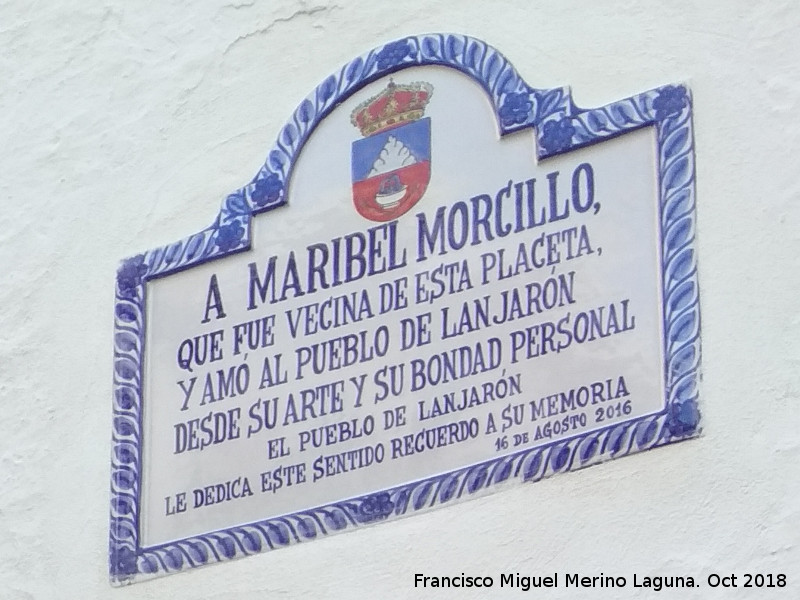 A MARIBEL MORCILLO,
QUE FUE VECINA DE ESTA PLACETA,
Y AMÓ AL PUEBLO DE LANJARÓN
DESDE SU ARTE Y SU BONDAD PERSONAL
EL PUEBLO DE LANJARÓN
LE DEDICA ESTE SENTIDO RECUERDO A SU MEMORIA
16 DE AGOSTO 2016
Francisco Miguel Merino Laguna. Oct 2018